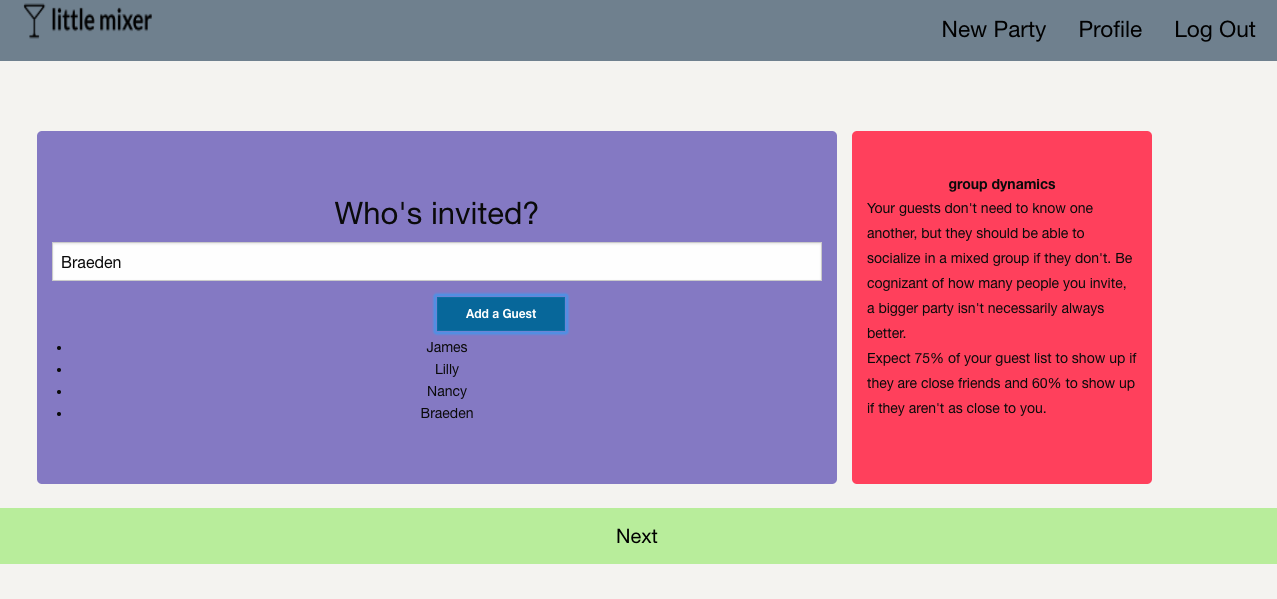 little mixer
New Party Profile Log Out
Who's invited?
Braeden
Add a Guest
James
Lilly
Nancy
Braeden
group dynamics
Your guests don't need to know one
another, but they should be able to
socialize in a mixed group if they don't. Be
cognizant of how many people you invite,
a bigger party isn't necessarily always
better.
Expect 75% of your guest list to show up if
they are close friends and 60% to show up
if they aren't as close to you.
Next